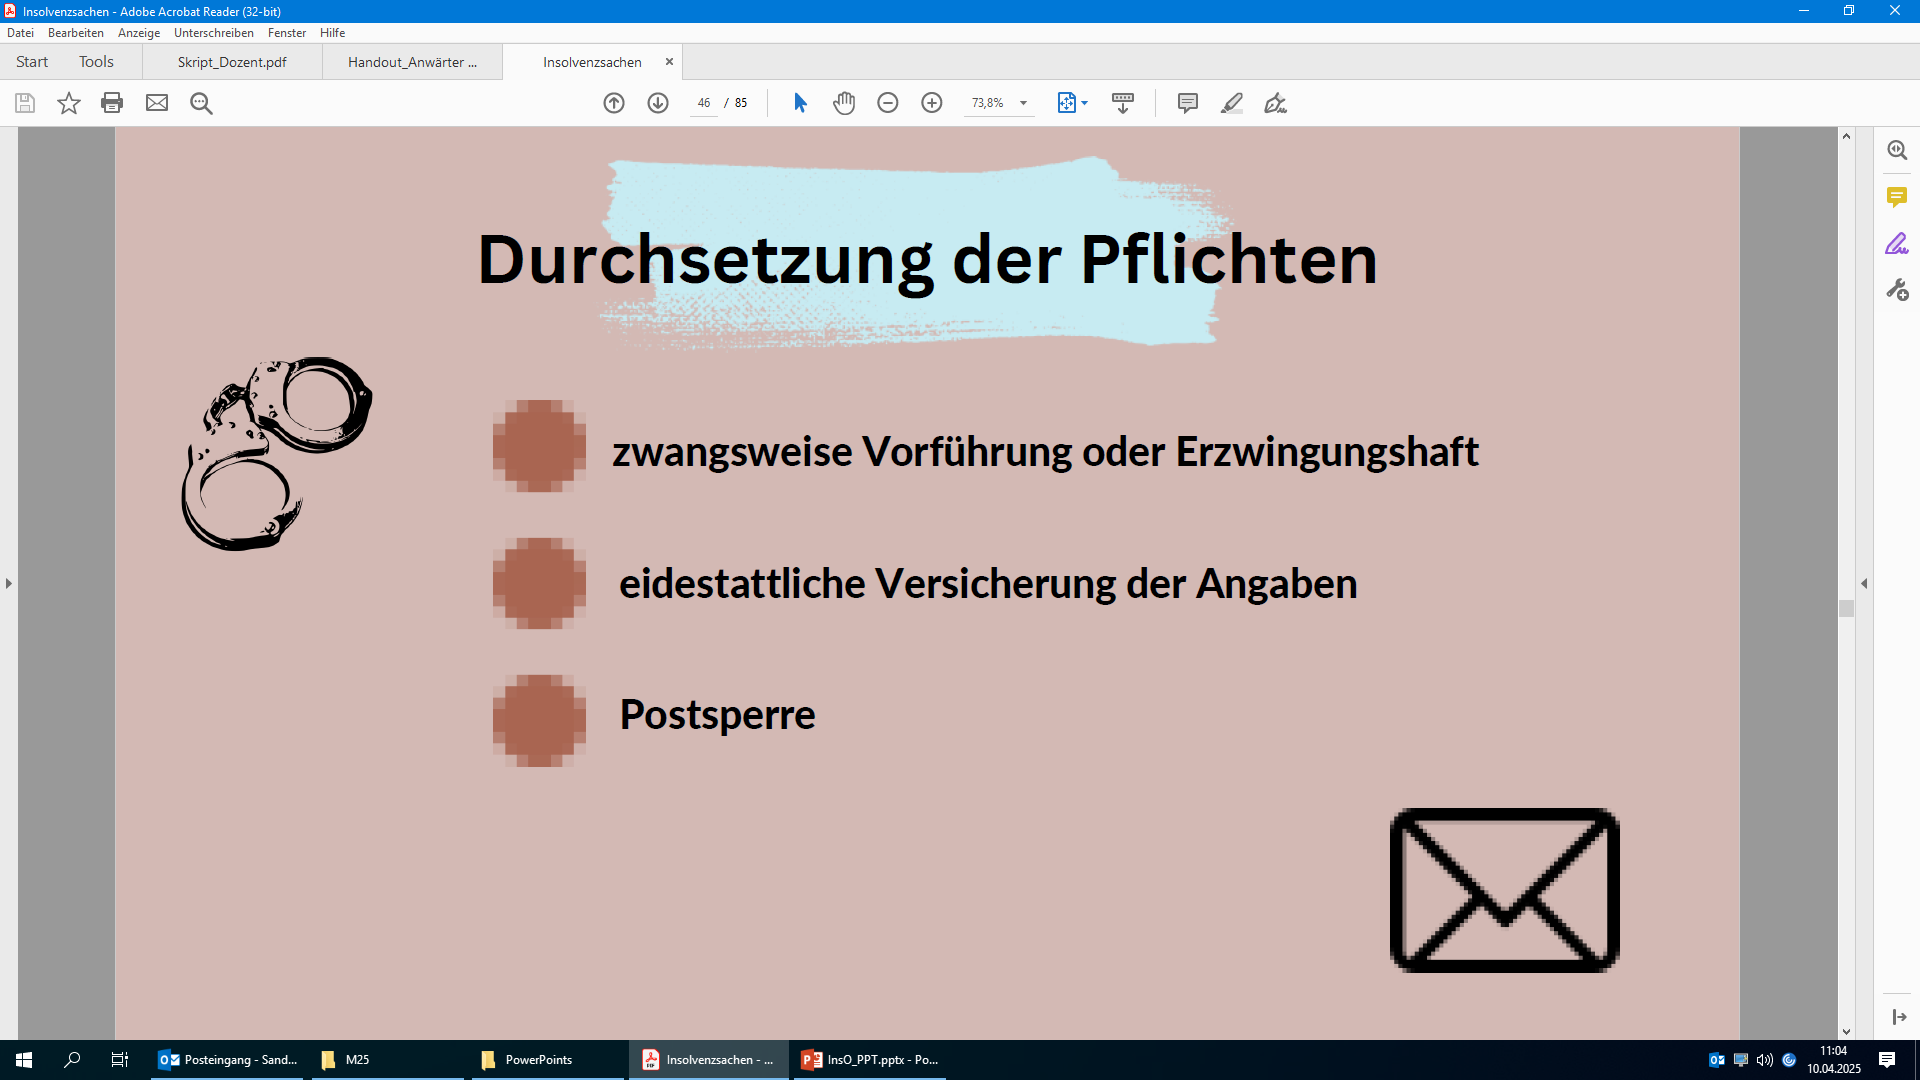 Insolvenzsachen - Adobe Acrobat Reader (32-bit)
Datei Bearbeiten Anzeige Unterschreiben Fenster Hilfe
Start Tools Skript_Dozent.pdf Handout_Anwärter ... Insolvenzsachen
46 / 85 73,8%
Durchsetzung der Pflichten
zwangsweise Vorführung oder Erzwingungshaft
eidestattliche Versicherung der Angaben
Postsperre
Posteingang - Sand... M25 PowerPoints Insolvenzsachen - ... InsO_PPT.pptx - Po...
11:04
10.04.2025